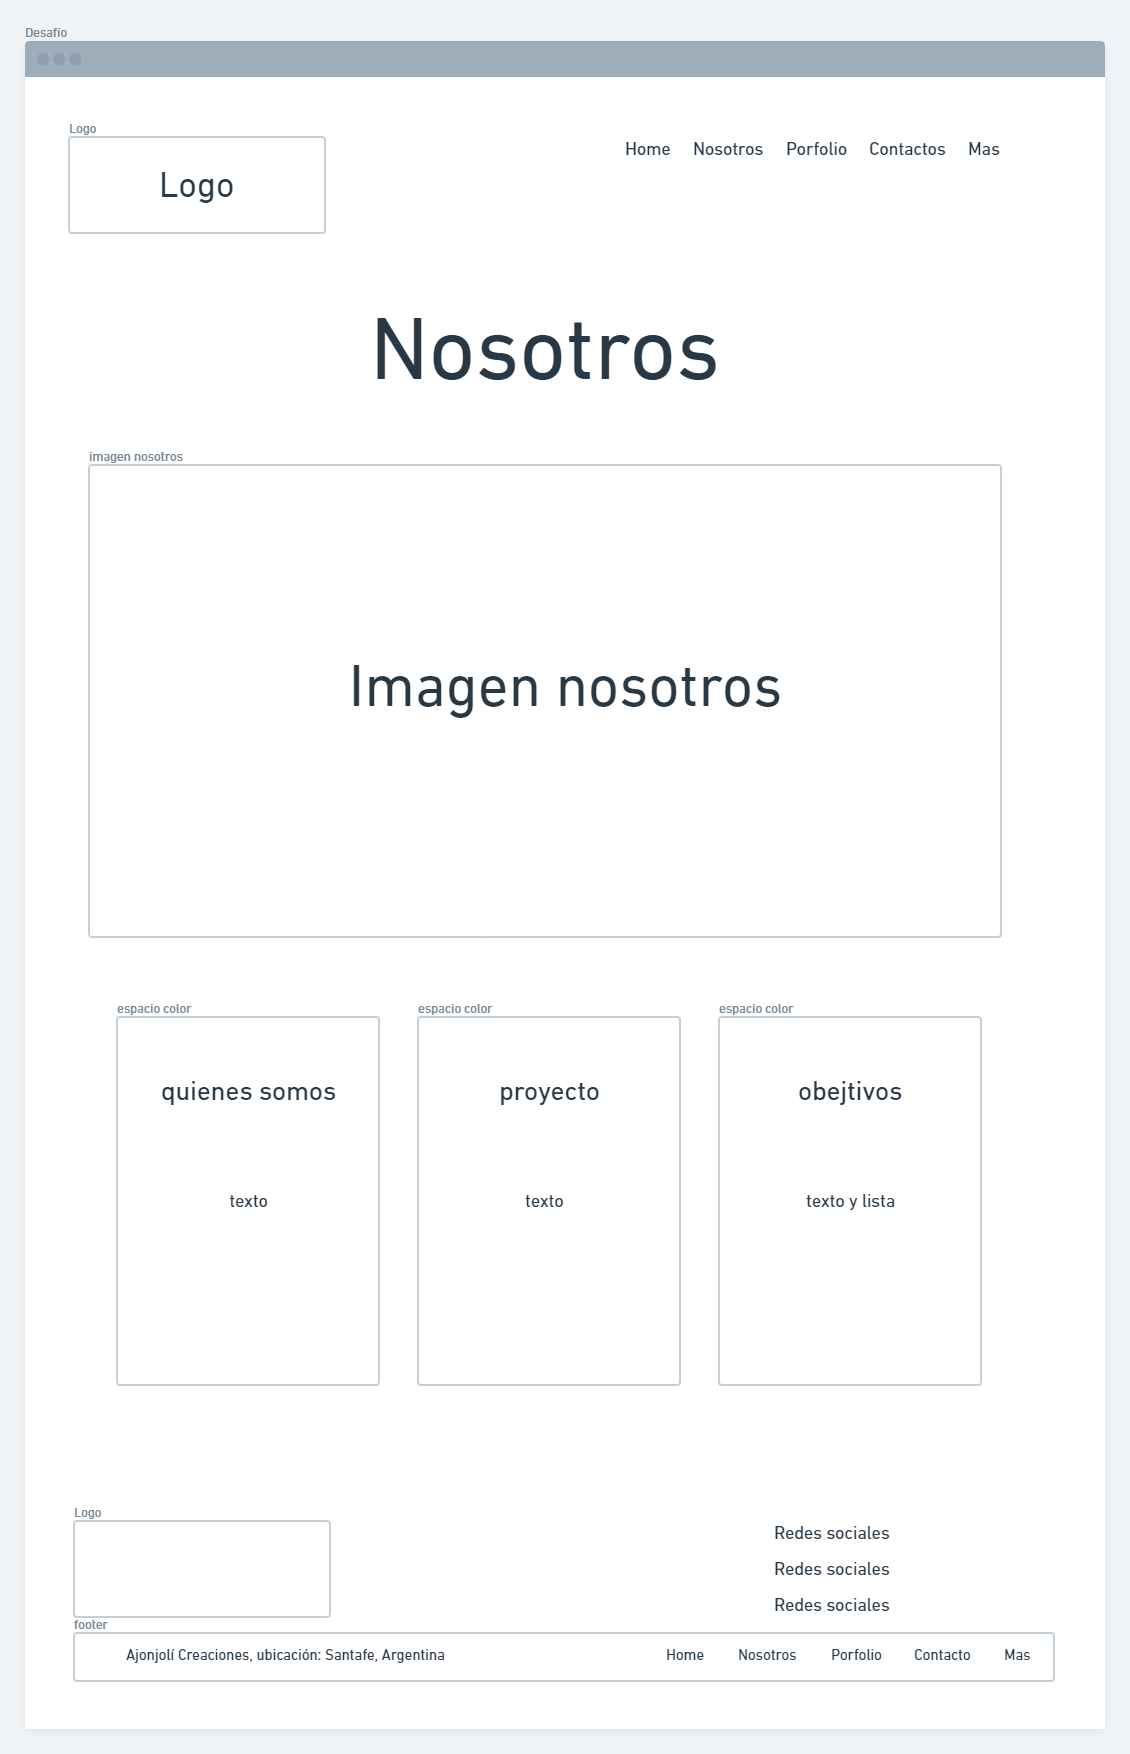 Desafio
Logo
Logo
Home Nosotros Porfolio Contactos Mas
Nosotros
imagen nosotros
Imagen nosotros
espacio color espacio color espacio color
quienes somos proyecto obejtivos
texto texto texto y lista
Logo
Redes sociales
Redes sociales
Redes sociales
footer
Ajonjolí Creaciones, ubicación: Santafe, Argentina Home Nosotros Porfolio Contacto Mas